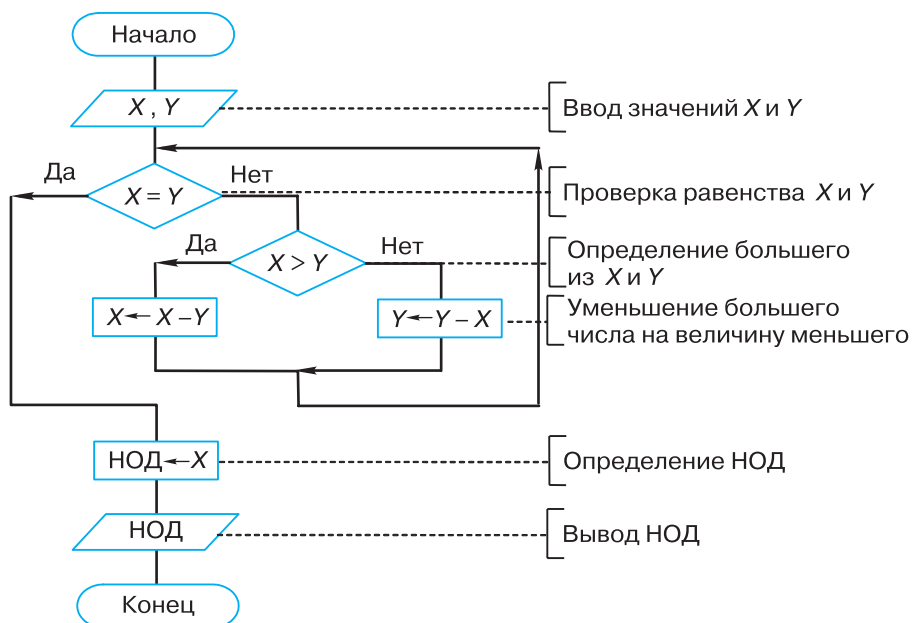 Начало
X , Y
Ввод значений X и Y
Да
Нет
X = Y
Проверка равенства X и Y
Да
Нет
X > Y
Определение большего
из X и Y
X ← X – Y
Y ← Y – X
Уменьшение большего
числа на величину меньшего
НОД ← X
Определение НОД
НОД
Вывод НОД
Конец